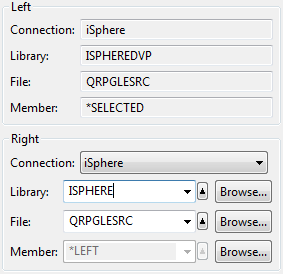 Left
Connection: iSphere
Library: ISPHEREDVP
File: QRPGLESRC
Member: *SELECTED
Right
Connection: iSphere
Library: ISPHERE Browse...
File: QRPGLESRC Browse...
Member: *LEFT Browse...